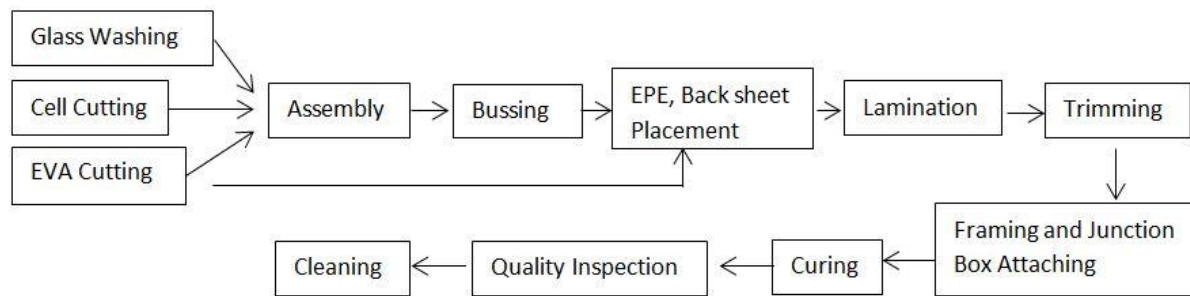 Glass Washing
Cell Cutting
EVA Cutting
Assembly
Bussing
EPE, Back sheet
Placement
Lamination
Trimming
Framing and Junction
Box Attaching
Curing
Quality Inspection
Cleaning